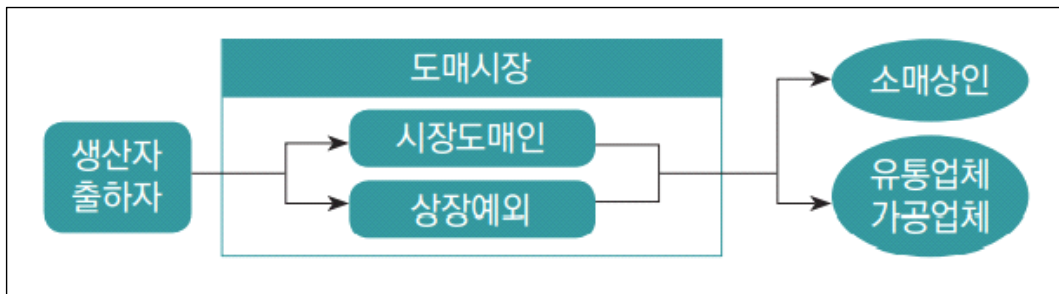 도매시장
생산자
출하자
시장도매인
상장예외
소매상인
유통업체
가공업체